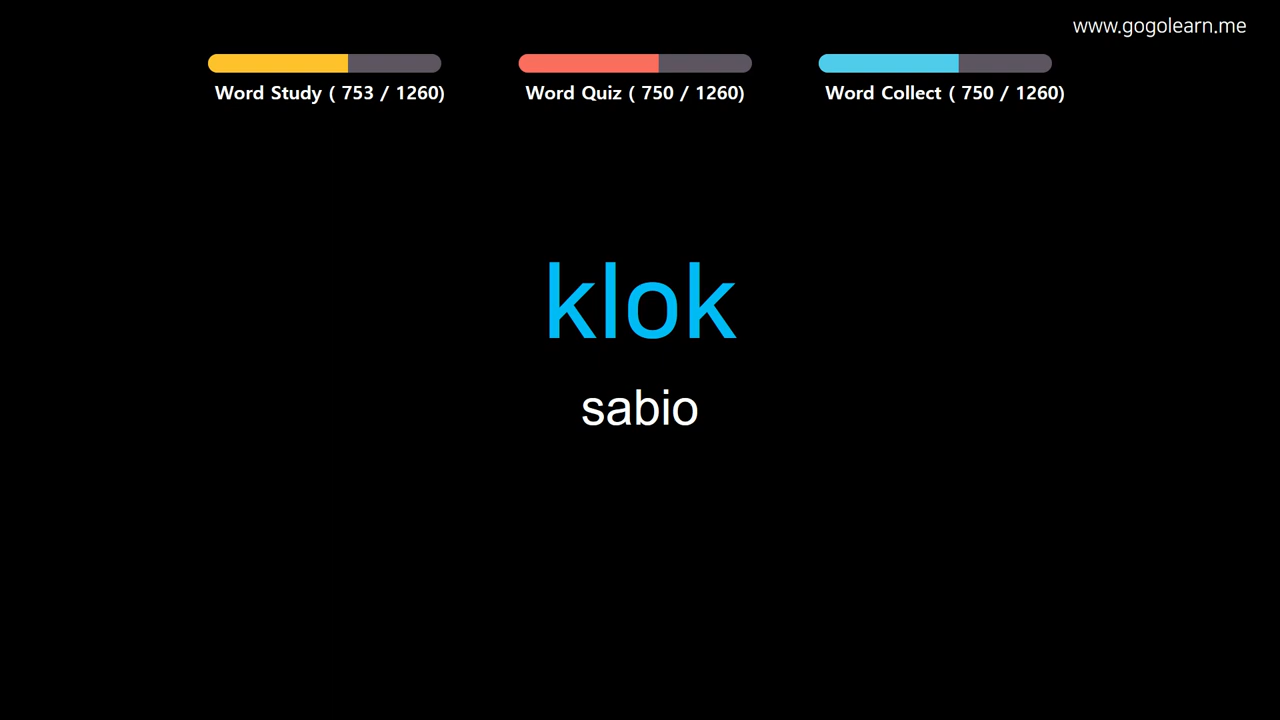 www.gogolearn.me
Word Study ( 753 / 1260)
Word Quiz ( 750 / 1260)
Word Collect ( 750 / 1260)
klok
sabio